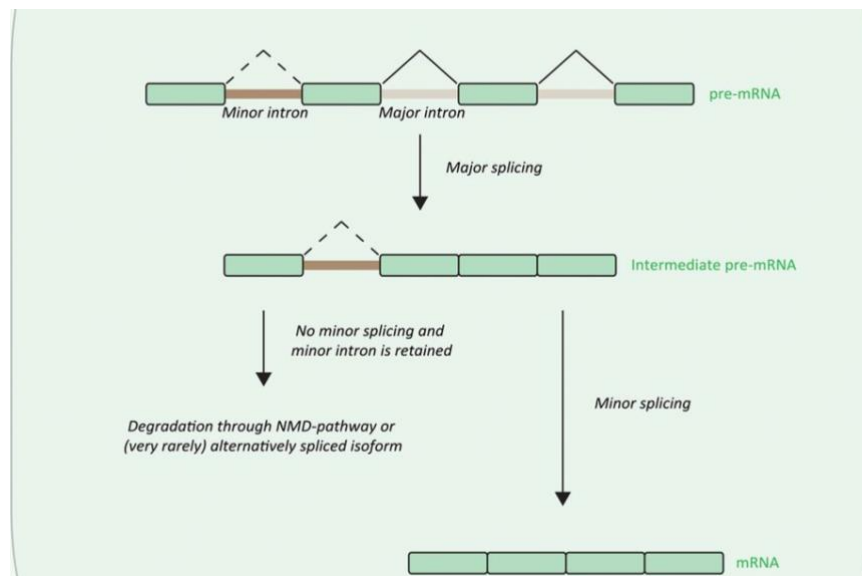 pre-mRNA
Minor intron
Major intron
Major splicing
Intermediate pre-mRNA
No minor splicing and
minor intron is retained
Minor splicing
Degradation through NMD-pathway or
(very rarely) alternatively spliced isoform
mRNA